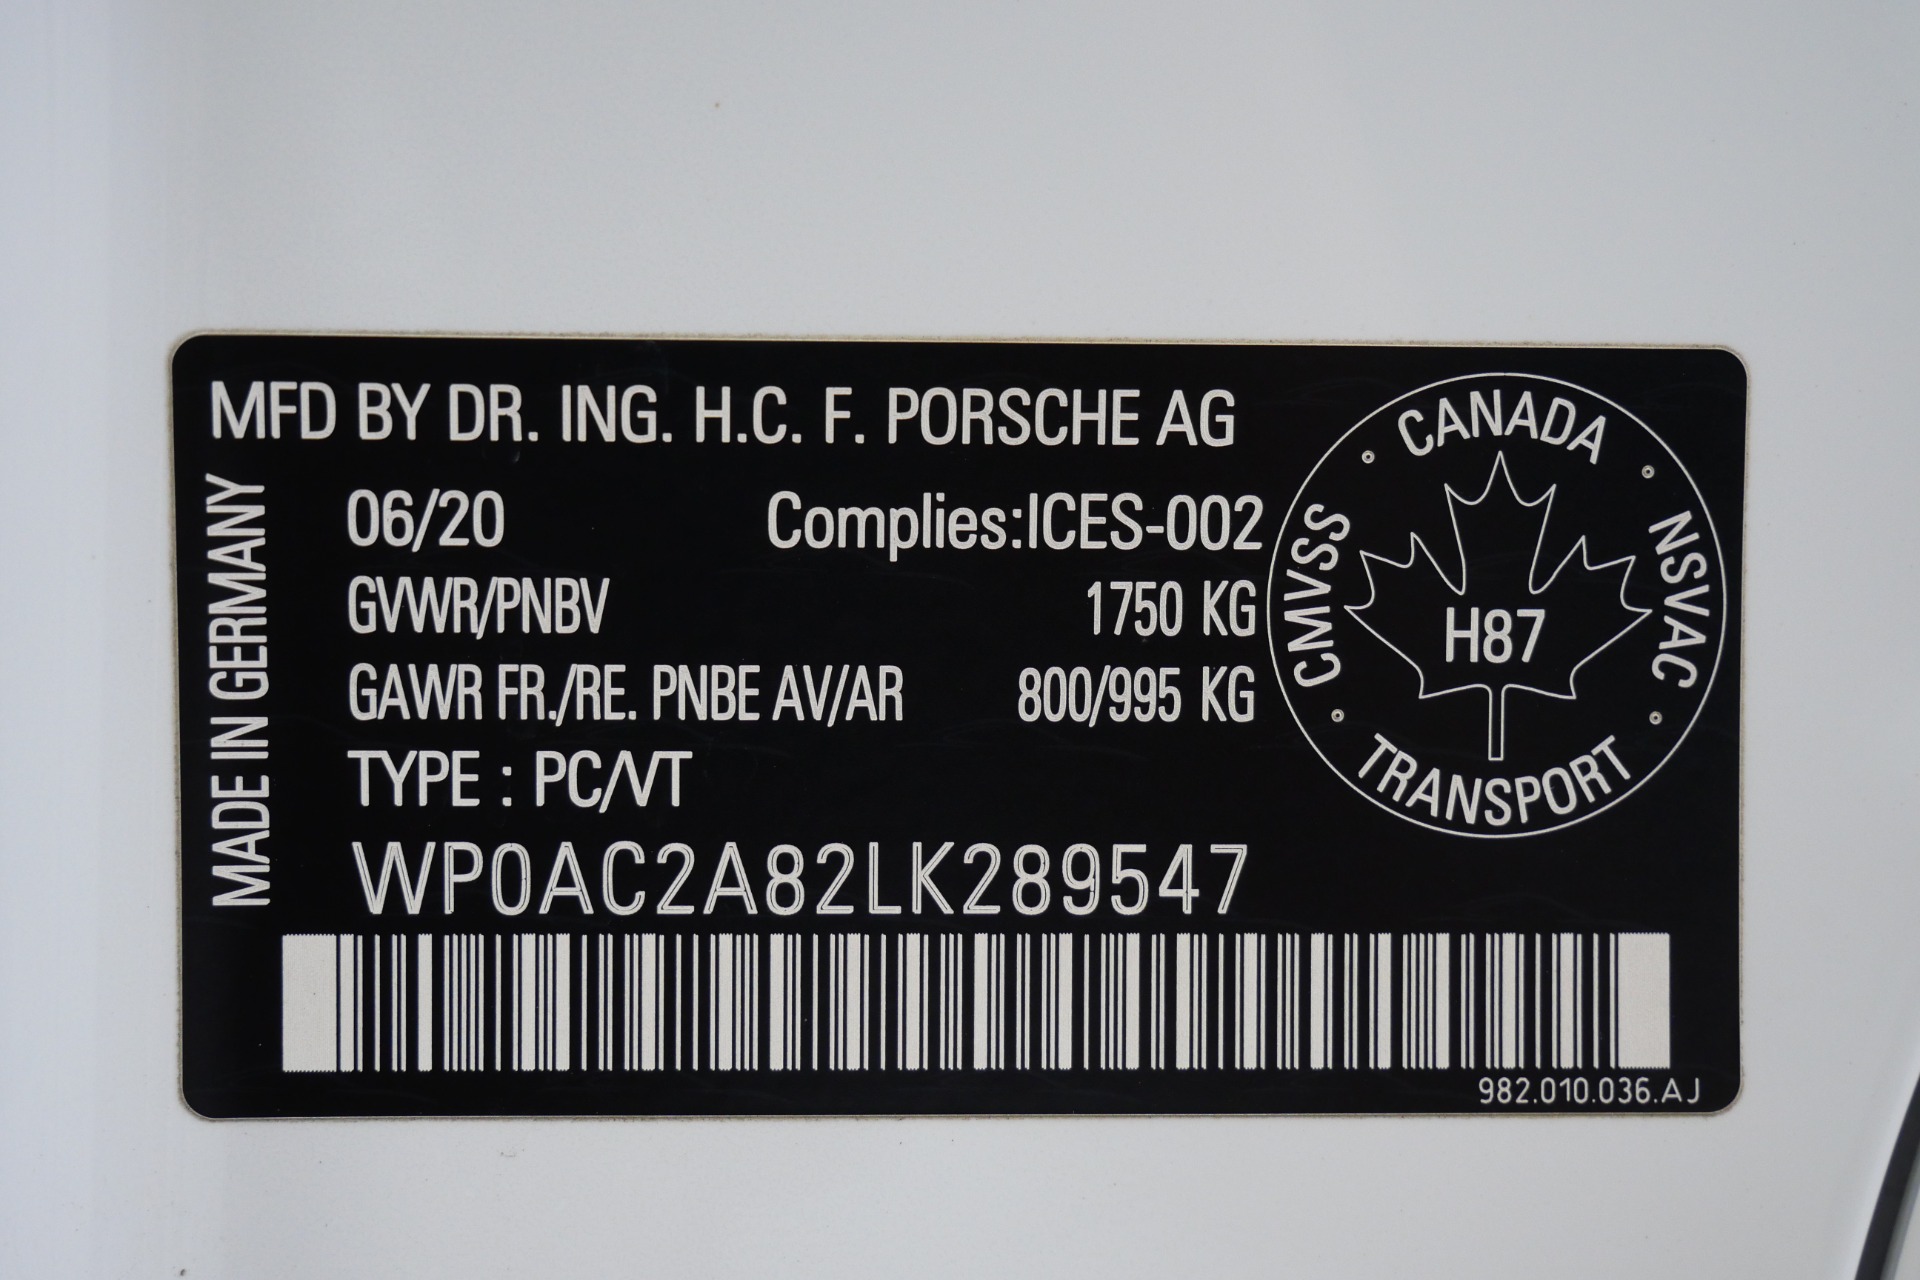 MFD BY DR. ING. H.C. F. PORSCHE AG
MADE IN GERMANY
06/20 Complies:ICES-002
GVWR/PNBV 1750 KG
GAWR FR./RE. PNBE AV/AR 800/995 KG
TYPE : PC/VT
WP0AC2A82LK289547
CANADA
CMVSS
NSVAC
H87
TRANSPORT
982.010.036.AJ